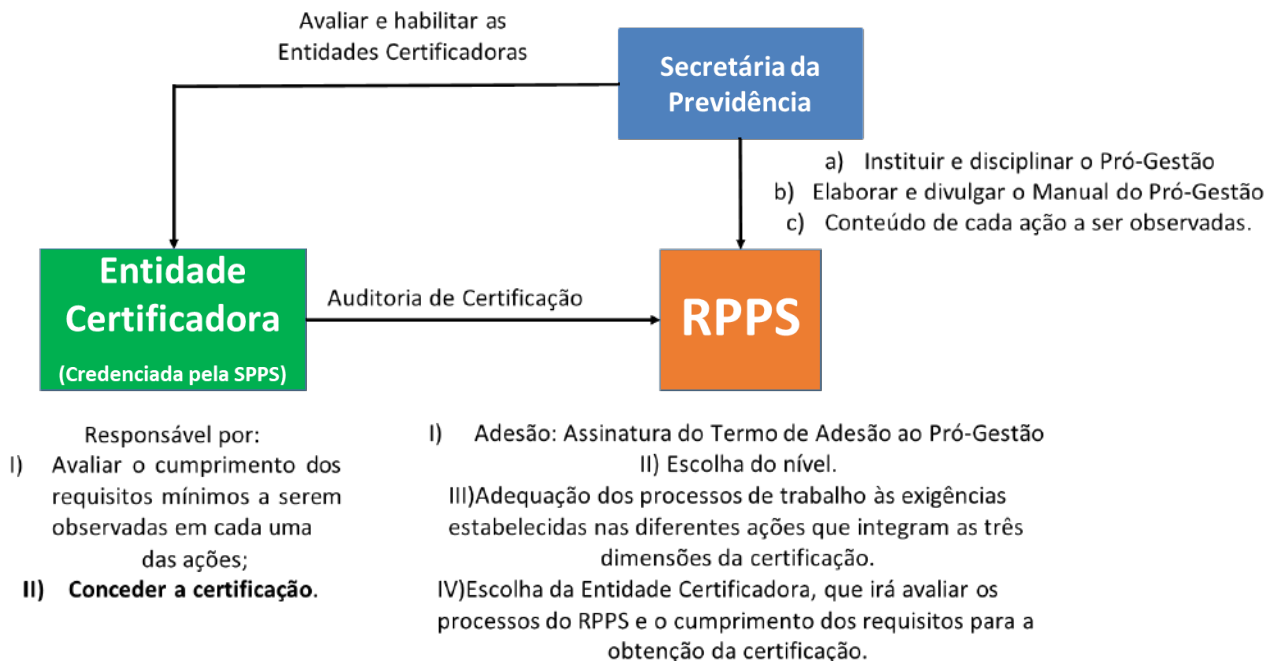 Avaliar e habilitar as
Entidades Certificadoras
Secretária da
Previdência
a) Instituir e disciplinar o Pró-Gestão
b) Elaborar e divulgar o Manual do Pró-Gestão
c) Conteúdo de cada ação a ser observadas.
Entidade
Certificadora
(Credenciada pela SPPS)
Auditoria de Certificação
RPPS
Responsável por:
I) Avaliar o cumprimento dos
requisitos mínimos a serem
observadas em cada uma
das ações;
II) Conceder a certificação.
I) Adesão: Assinatura do Termo de Adesão ao Pró-Gestão
II) Escolha do nível.
III)Adequação dos processos de trabalho às exigências
estabelecidas nas diferentes ações que integram as três
dimensões da certificação.
IV)Escolha da Entidade Certificadora, que irá avaliar os
processos do RPPS e o cumprimento dos requisitos para a
obtenção da certificação.